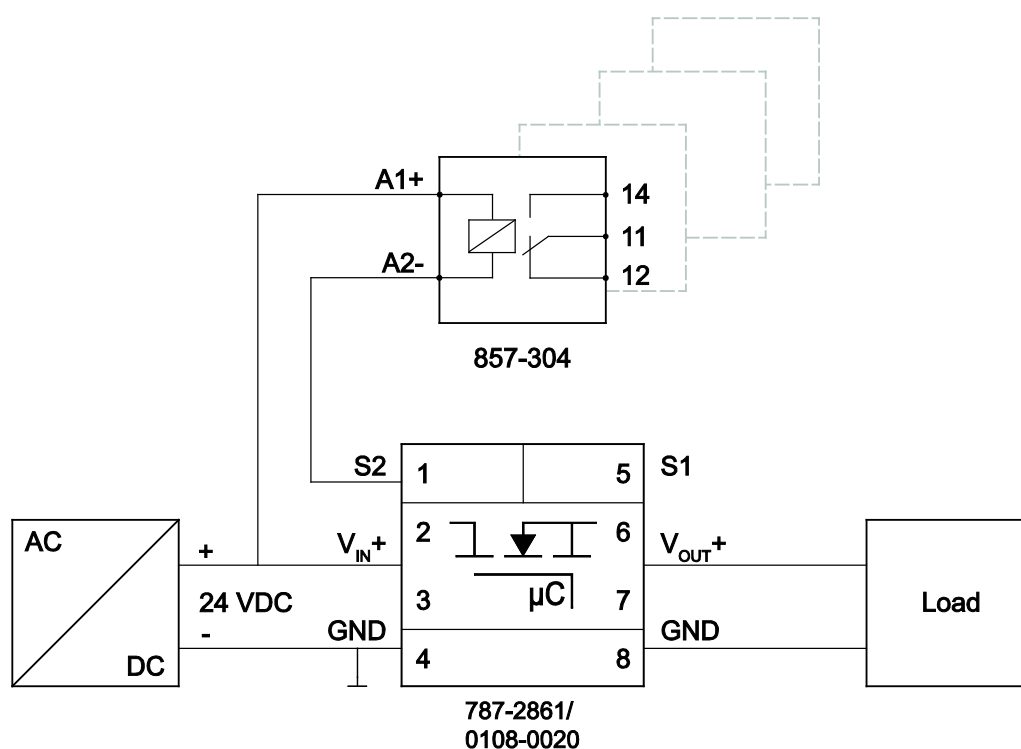 A1+
14
11
A2-
12
857-304
S2
1
5
S1
AC
+
VIN+
2
6
VOUT+
24 VDC
3
µC
7
Load
-
GND
GND
DC
4
8
787-2861/
0108-0020